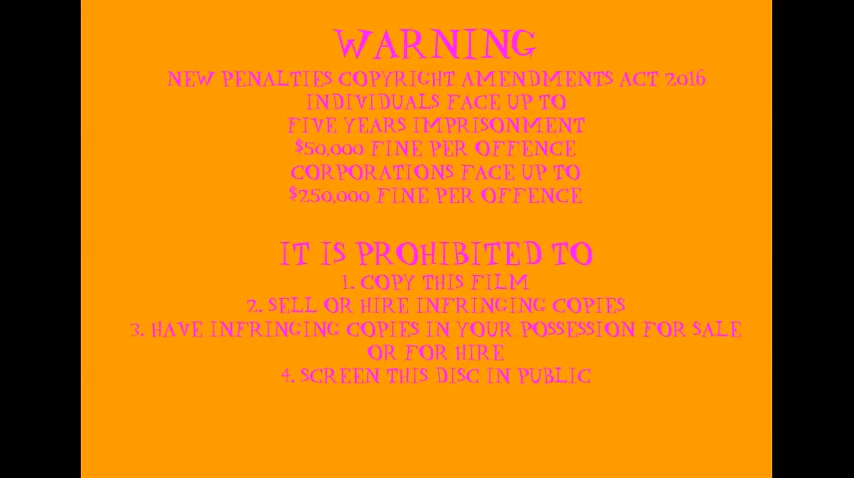 WARNING
NEW PENALTIES COPYRIGHT AMENDMENTS ACT 2016
INDIVIDUALS FACE UP TO
FIVE YEARS IMPRISONMENT
$50,000 FINE PER OFFENCE
CORPORATIONS FACE UP TO
$250,000 FINE PER OFFENCE
IT IS PROHIBITED TO
1. COPY THIS FILM
2. SELL OR HIRE INFRINGING COPIES
3. HAVE INFRINGING COPIES IN YOUR POSSESSION FOR SALE
OR FOR HIRE
4. SCREEN THIS DISC IN PUBLIC